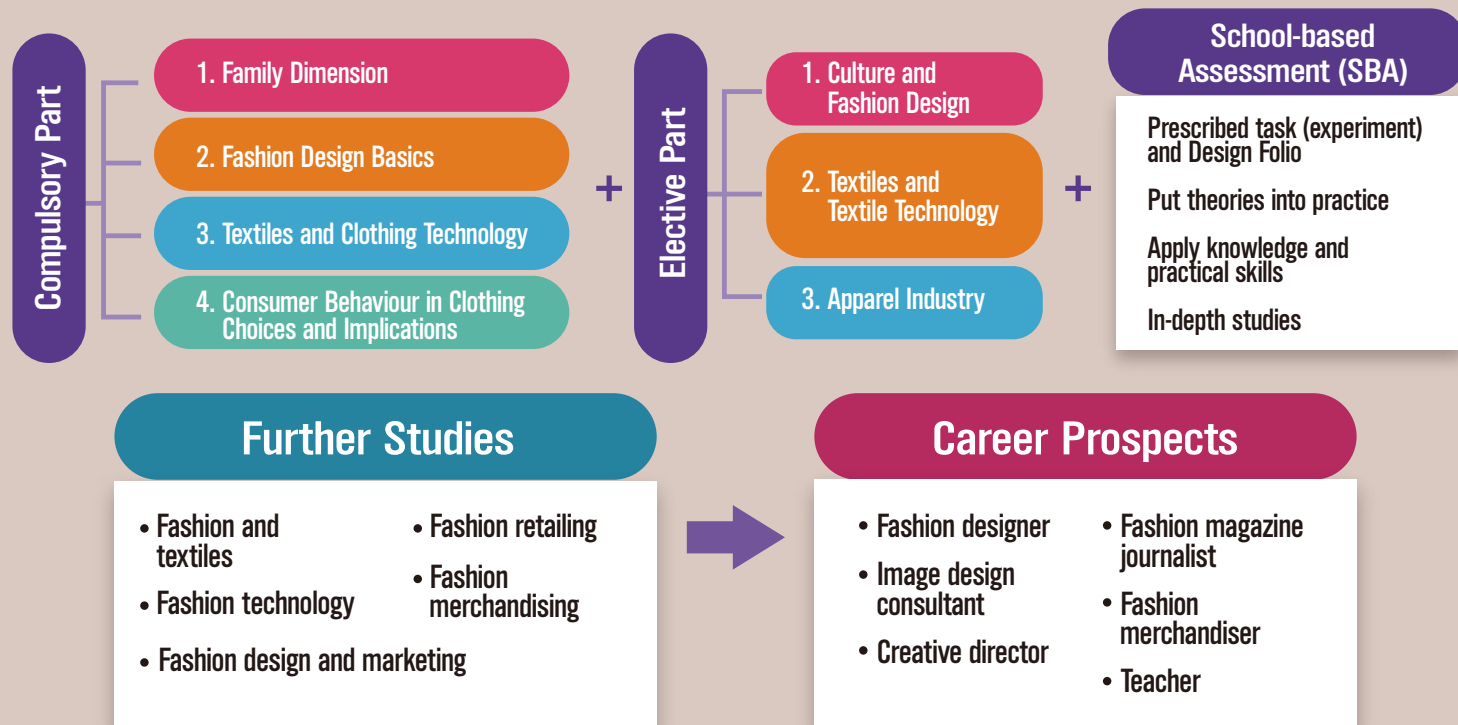 Compulsory Part
1. Family Dimension
2. Fashion Design Basics
3. Textiles and Clothing Technology
4. Consumer Behaviour in Clothing
Choices and Implications
+
Elective Part
1. Culture and
Fashion Design
2. Textiles and
Textile Technology
3. Apparel Industry
+
School-based
Assessment (SBA)
Prescribed task (experiment)
and Design Folio
Put theories into practice
Apply knowledge and
practical skills
In-depth studies
Further Studies
• Fashion and
textiles
• Fashion technology
• Fashion design and marketing
• Fashion retailing
• Fashion
merchandising
Career Prospects
• Fashion designer
• Image design
consultant
• Creative director
• Fashion magazine
journalist
• Fashion
merchandiser
• Teacher